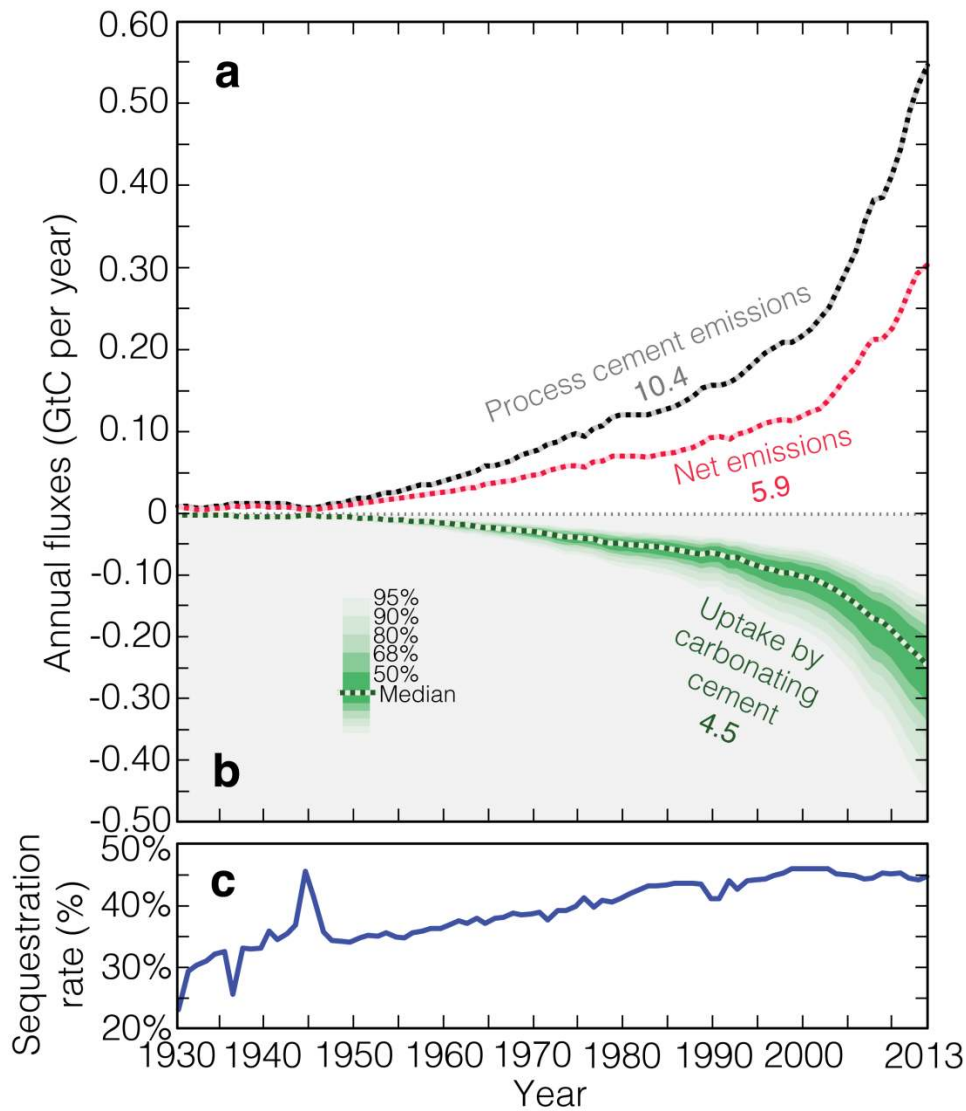 a
0.60
0.50
0.40
0.30
0.20
0.10
0
-0.10
-0.20
-0.30
-0.40
-0.50
Annual fluxes (GtC per year)
Process cement emissions
10.4
Net emissions
5.9
95%
90%
80%
68%
50%
Median
Uptake by
carbonating
cement
4.5
b
c
50%
40%
30%
20%
Sequestration
rate (%)
1930 1940 1950 1960 1970 1980 1990 2000 2013
Year